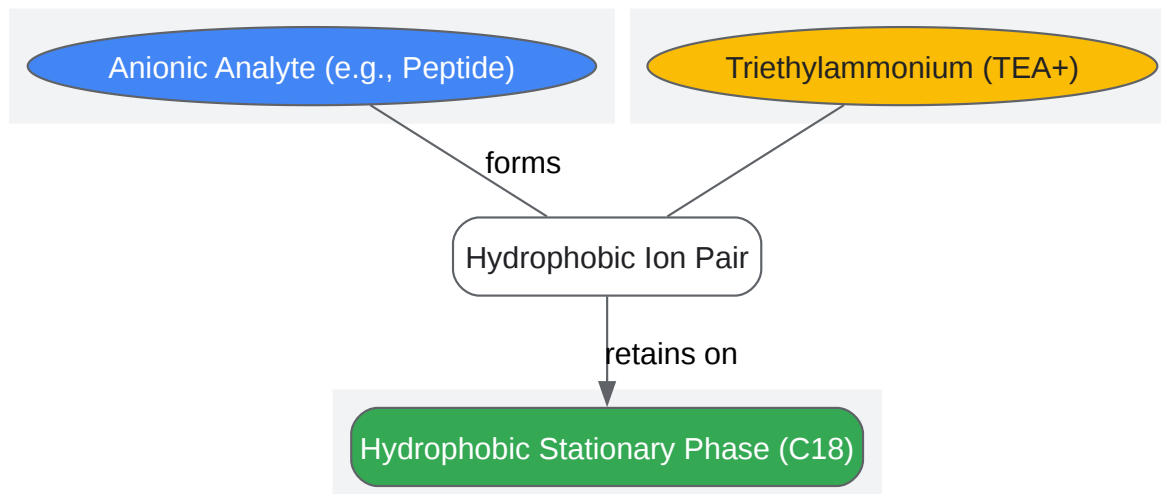 Anionic Analyte (e.g., Peptide)
Triethylammonium (TEA+)
forms
Hydrophobic Ion Pair
retains on
Hydrophobic Stationary Phase (C18)